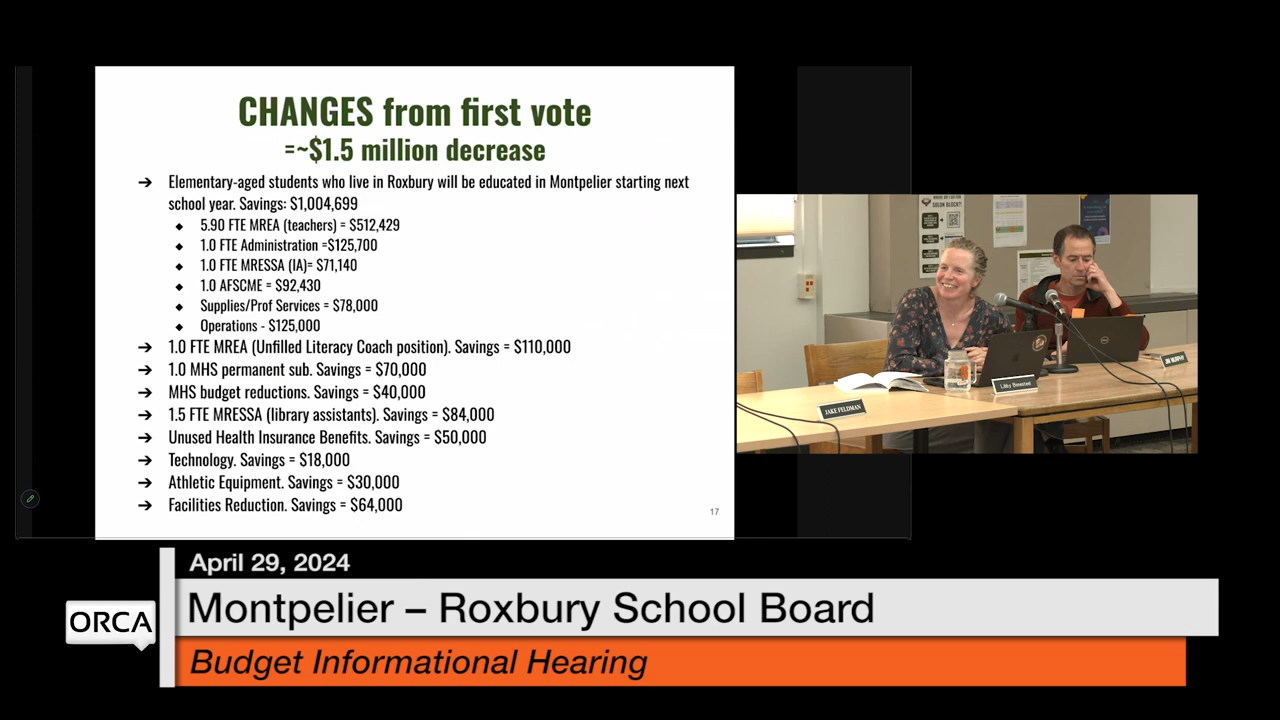 CHANGES from first vote
=~$1.5 million decrease
➔ Elementary-aged students who live in Roxbury will be educated in Montpelier starting next
school year. Savings: $1,004,699
◆ 5.90 FTE MREA (teachers) = $512,429
◆ 1.0 FTE Administration =$125,700
◆ 1.0 FTE MRESSA (IA)= $71,140
◆ 1.0 AFSCME = $92,430
◆ Supplies/Prof Services = $78,000
◆ Operations - $125,000
➔ 1.0 FTE MREA (Unfilled Literacy Coach position). Savings = $110,000
➔ 1.0 MHS permanent sub. Savings = $70,000
➔ MHS budget reductions. Savings = $40,000
➔ 1.5 FTE MRESSA (library assistants). Savings = $84,000
➔ Unused Health Insurance Benefits. Savings = $50,000
➔ Technology. Savings = $18,000
➔ Athletic Equipment. Savings = $30,000
➔ Facilities Reduction. Savings = $64,000
17
JAKE FELDMAN
Libby
JIM MURPHY
April 29, 2024
ORCA
Montpelier – Roxbury School Board
Budget Informational Hearing